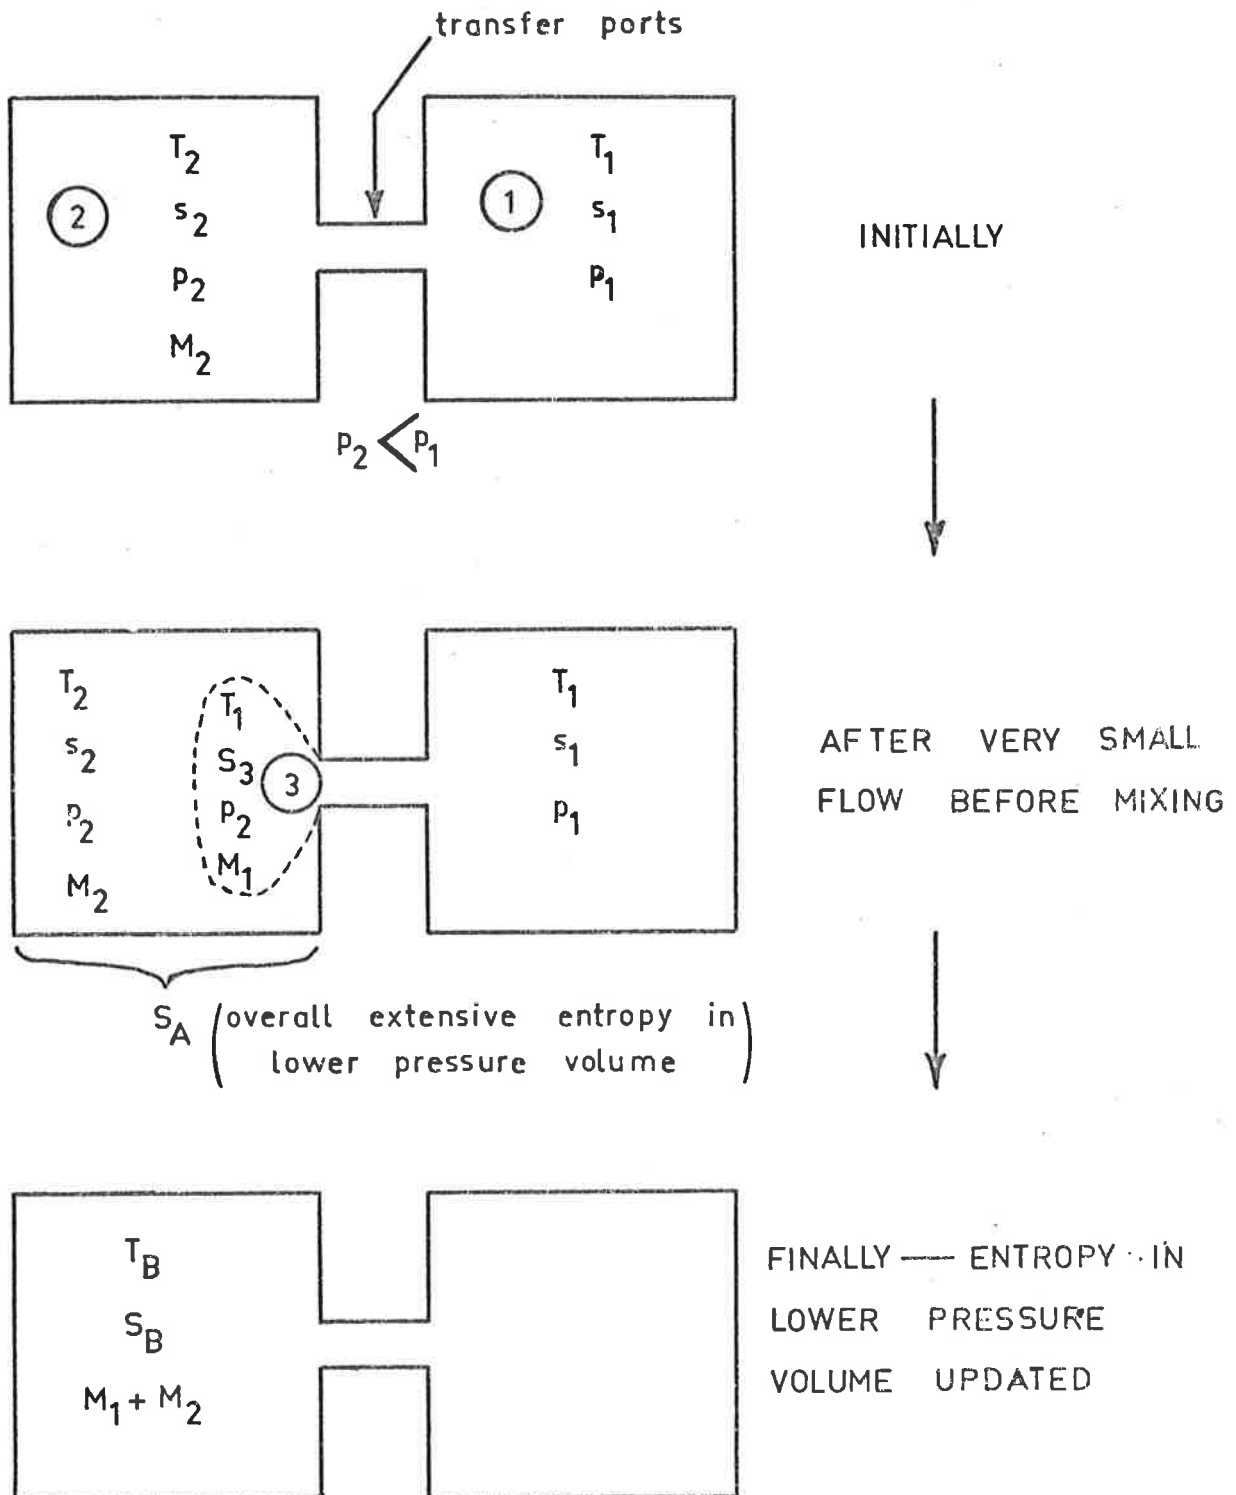 transfer ports
T2
s2
p2
M2
2
T1
s1
p1
1
INITIALLY
p2 < p1
T2
s2
p2
M2
T1
S3
p2
M1
3
T1
s1
p1
AFTER VERY SMALL
FLOW BEFORE MIXING
SA (overall extensive entropy in
lower pressure volume)
TB
SB
M1 + M2
FINALLY — ENTROPY IN
LOWER PRESSURE
VOLUME UPDATED